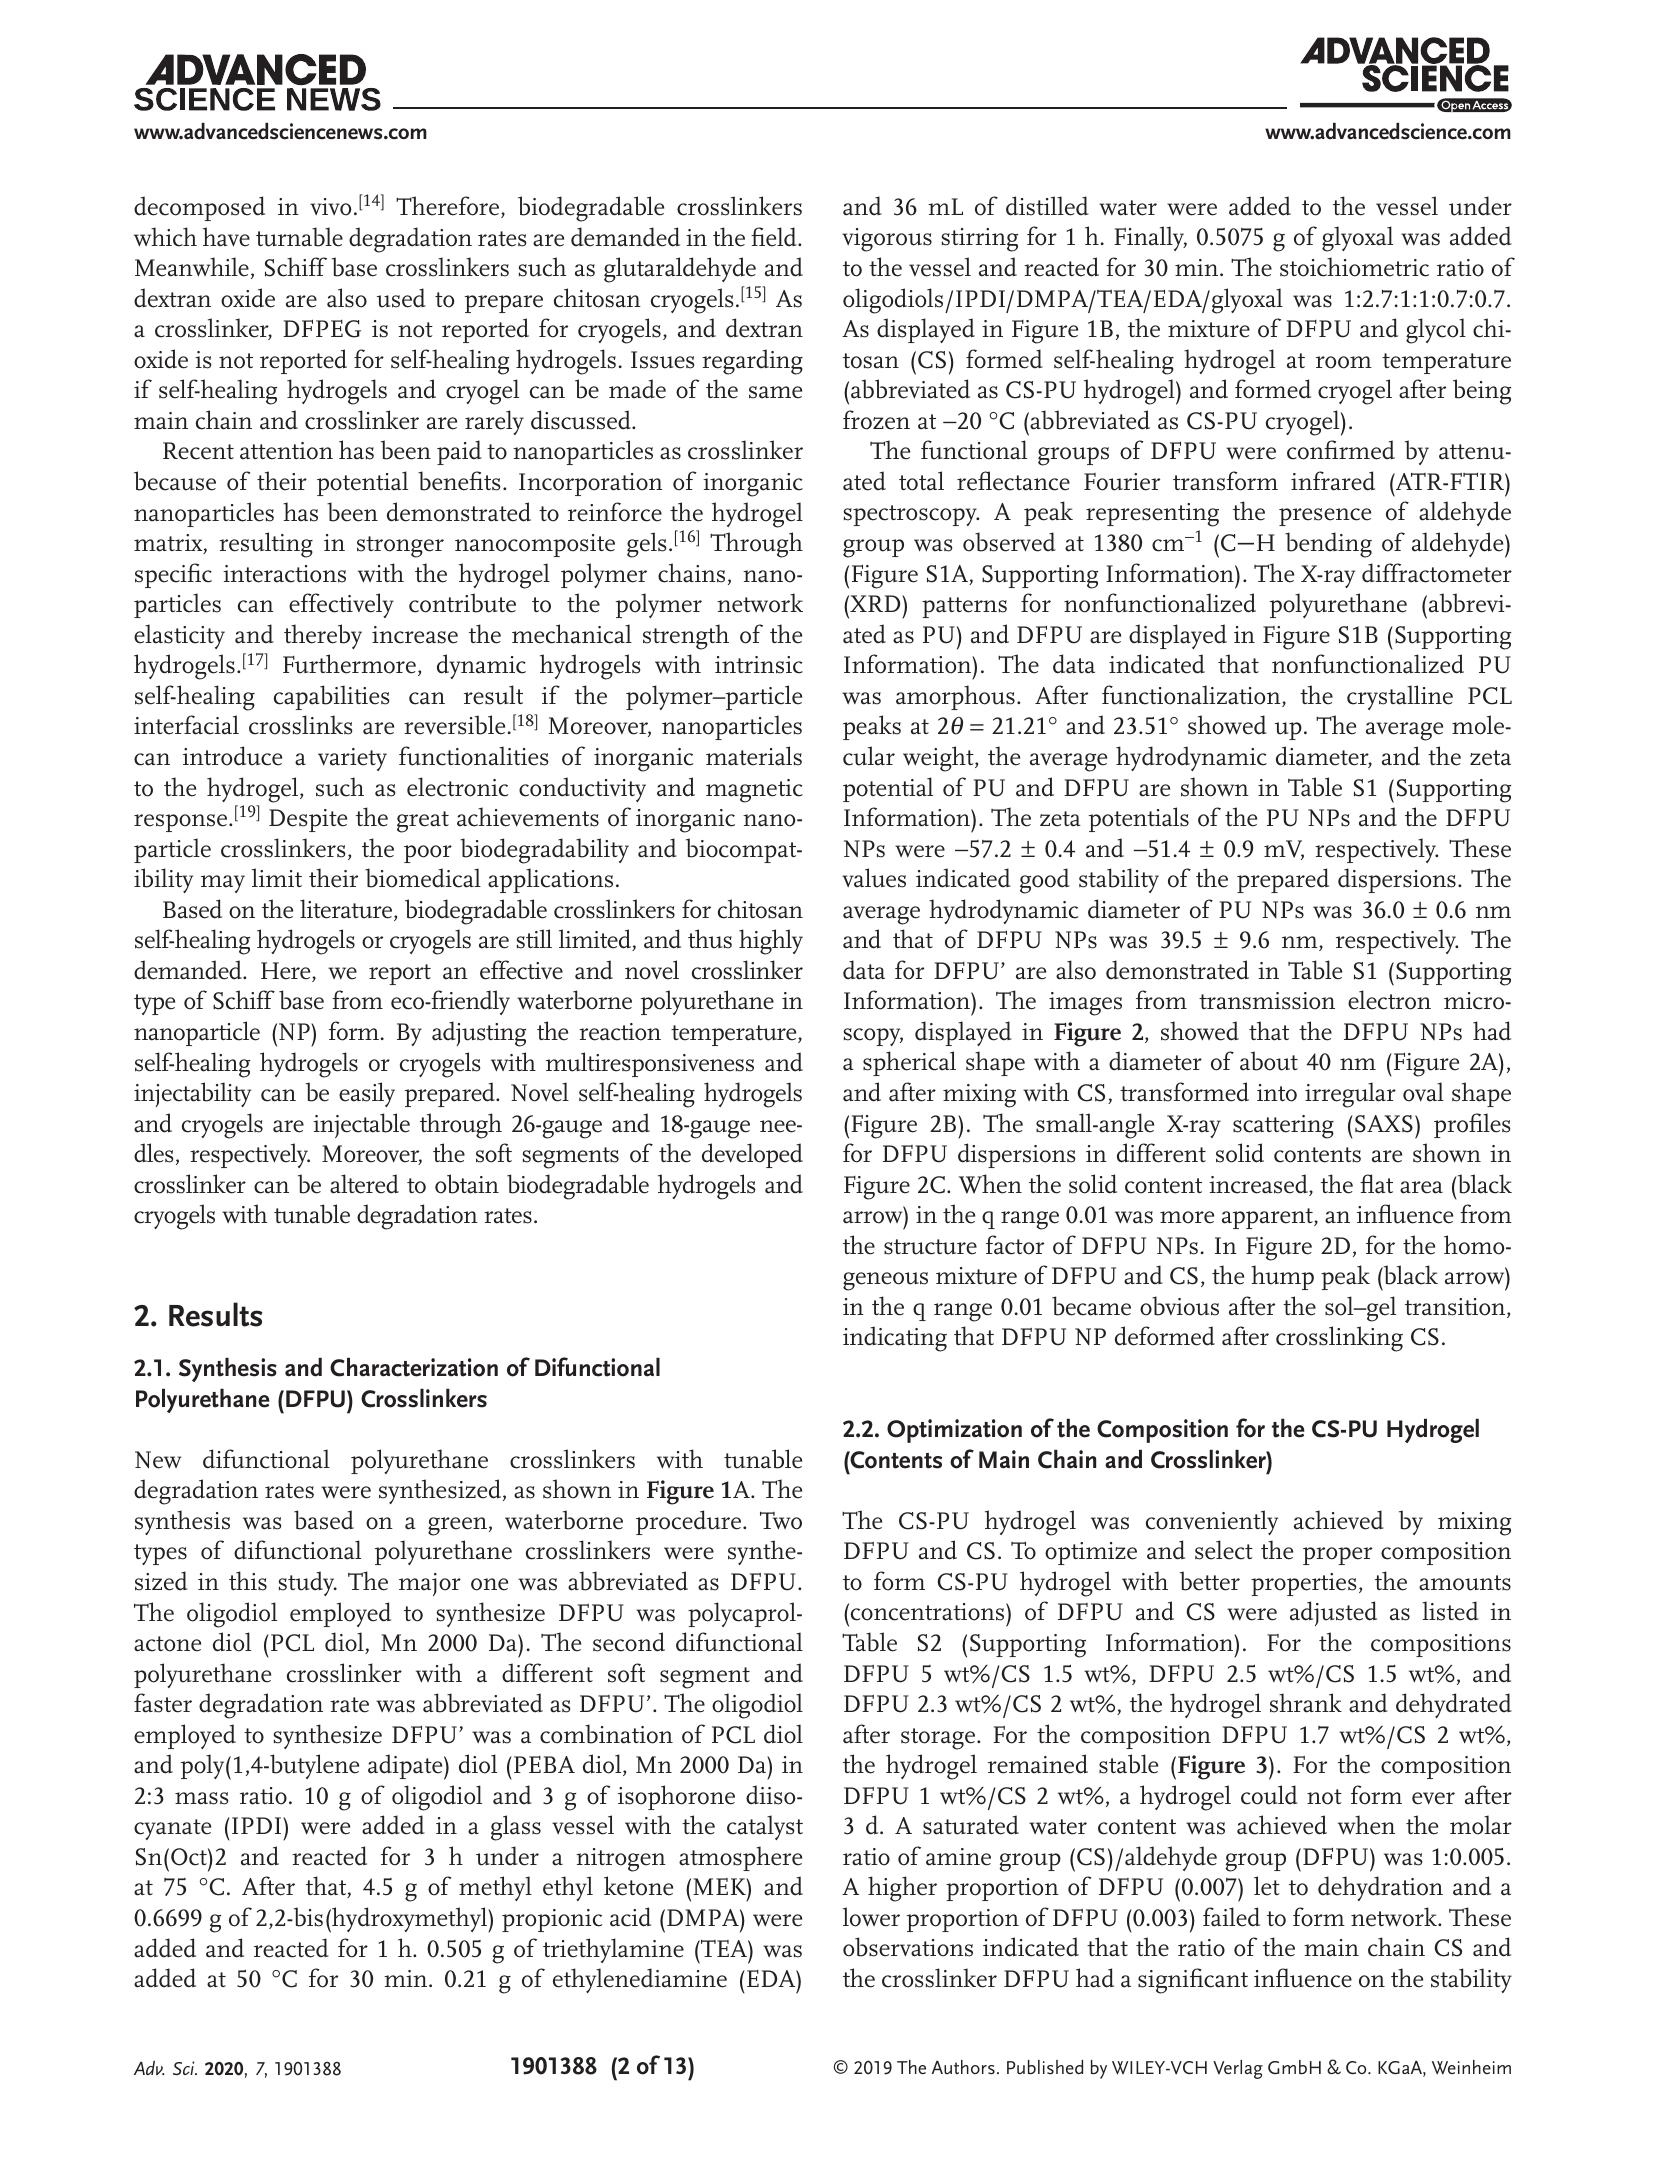 ADVANCED
SCIENCE NEWS
www.advancedsciencenews.com
ADVANCED
SCIENCE
Open Access
www.advancedscience.com
decomposed in vivo.[14] Therefore, biodegradable crosslinkers
which have turnable degradation rates are demanded in the field.
Meanwhile, Schiff base crosslinkers such as glutaraldehyde and
dextran oxide are also used to prepare chitosan cryogels.[15] As
a crosslinker, DFPEG is not reported for cryogels, and dextran
oxide is not reported for self-healing hydrogels. Issues regarding
if self-healing hydrogels and cryogel can be made of the same
main chain and crosslinker are rarely discussed.
Recent attention has been paid to nanoparticles as crosslinker
because of their potential benefits. Incorporation of inorganic
nanoparticles has been demonstrated to reinforce the hydrogel
matrix, resulting in stronger nanocomposite gels.[16] Through
specific interactions with the hydrogel polymer chains, nano-
particles can effectively contribute to the polymer network
elasticity and thereby increase the mechanical strength of the
hydrogels.[17] Furthermore, dynamic hydrogels with intrinsic
self-healing capabilities can result if the polymer–particle
interfacial crosslinks are reversible.[18] Moreover, nanoparticles
can introduce a variety functionalities of inorganic materials
to the hydrogel, such as electronic conductivity and magnetic
response.[19] Despite the great achievements of inorganic nano-
particle crosslinkers, the poor biodegradability and biocompat-
ibility may limit their biomedical applications.
Based on the literature, biodegradable crosslinkers for chitosan
self-healing hydrogels or cryogels are still limited, and thus highly
demanded. Here, we report an effective and novel crosslinker
type of Schiff base from eco-friendly waterborne polyurethane in
nanoparticle (NP) form. By adjusting the reaction temperature,
self-healing hydrogels or cryogels with multiresponsiveness and
injectability can be easily prepared. Novel self-healing hydrogels
and cryogels are injectable through 26-gauge and 18-gauge nee-
dles, respectively. Moreover, the soft segments of the developed
crosslinker can be altered to obtain biodegradable hydrogels and
cryogels with tunable degradation rates.
2. Results
2.1. Synthesis and Characterization of Difunctional
Polyurethane (DFPU) Crosslinkers
New difunctional polyurethane crosslinkers with tunable
degradation rates were synthesized, as shown in Figure 1A. The
synthesis was based on a green, waterborne procedure. Two
types of difunctional polyurethane crosslinkers were synthe-
sized in this study. The major one was abbreviated as DFPU.
The oligodiol employed to synthesize DFPU was polycaprol-
actone diol (PCL diol, Mn 2000 Da). The second difunctional
polyurethane crosslinker with a different soft segment and
faster degradation rate was abbreviated as DFPU’. The oligodiol
employed to synthesize DFPU’ was a combination of PCL diol
and poly(1,4-butylene adipate) diol (PEBA diol, Mn 2000 Da) in
2:3 mass ratio. 10 g of oligodiol and 3 g of isophorone diiso-
cyanate (IPDI) were added in a glass vessel with the catalyst
Sn(Oct)2 and reacted for 3 h under a nitrogen atmosphere
at 75 °C. After that, 4.5 g of methyl ethyl ketone (MEK) and
0.6699 g of 2,2-bis(hydroxymethyl) propionic acid (DMPA) were
added and reacted for 1 h. 0.505 g of triethylamine (TEA) was
added at 50 °C for 30 min. 0.21 g of ethylenediamine (EDA)
and 36 mL of distilled water were added to the vessel under
vigorous stirring for 1 h. Finally, 0.5075 g of glyoxal was added
to the vessel and reacted for 30 min. The stoichiometric ratio of
oligodiols/IPDI/DMPA/TEA/EDA/glyoxal was 1:2.7:1:1:0.7:0.7.
As displayed in Figure 1B, the mixture of DFPU and glycol chi-
tosan (CS) formed self-healing hydrogel at room temperature
(abbreviated as CS-PU hydrogel) and formed cryogel after being
frozen at –20 °C (abbreviated as CS-PU cryogel).
The functional groups of DFPU were confirmed by attenu-
ated total reflectance Fourier transform infrared (ATR-FTIR)
spectroscopy. A peak representing the presence of aldehyde
group was observed at 1380 cm–1 (C—H bending of aldehyde)
(Figure S1A, Supporting Information). The X-ray diffractometer
(XRD) patterns for nonfunctionalized polyurethane (abbrevi-
ated as PU) and DFPU are displayed in Figure S1B (Supporting
Information). The data indicated that nonfunctionalized PU
was amorphous. After functionalization, the crystalline PCL
peaks at 2θ = 21.21° and 23.51° showed up. The average mole-
cular weight, the average hydrodynamic diameter, and the zeta
potential of PU and DFPU are shown in Table S1 (Supporting
Information). The zeta potentials of the PU NPs and the DFPU
NPs were –57.2 ± 0.4 and –51.4 ± 0.9 mV, respectively. These
values indicated good stability of the prepared dispersions. The
average hydrodynamic diameter of PU NPs was 36.0 ± 0.6 nm
and that of DFPU NPs was 39.5 ± 9.6 nm, respectively. The
data for DFPU’ are also demonstrated in Table S1 (Supporting
Information). The images from transmission electron micro-
scopy, displayed in Figure 2, showed that the DFPU NPs had
a spherical shape with a diameter of about 40 nm (Figure 2A),
and after mixing with CS, transformed into irregular oval shape
(Figure 2B). The small-angle X-ray scattering (SAXS) profiles
for DFPU dispersions in different solid contents are shown in
Figure 2C. When the solid content increased, the flat area (black
arrow) in the q range 0.01 was more apparent, an influence from
the structure factor of DFPU NPs. In Figure 2D, for the homo-
geneous mixture of DFPU and CS, the hump peak (black arrow)
in the q range 0.01 became obvious after the sol–gel transition,
indicating that DFPU NP deformed after crosslinking CS.
2.2. Optimization of the Composition for the CS-PU Hydrogel
(Contents of Main Chain and Crosslinker)
The CS-PU hydrogel was conveniently achieved by mixing
DFPU and CS. To optimize and select the proper composition
to form CS-PU hydrogel with better properties, the amounts
(concentrations) of DFPU and CS were adjusted as listed in
Table S2 (Supporting Information). For the compositions
DFPU 5 wt%/CS 1.5 wt%, DFPU 2.5 wt%/CS 1.5 wt%, and
DFPU 2.3 wt%/CS 2 wt%, the hydrogel shrank and dehydrated
after storage. For the composition DFPU 1.7 wt%/CS 2 wt%,
the hydrogel remained stable (Figure 3). For the composition
DFPU 1 wt%/CS 2 wt%, a hydrogel could not form ever after
3 d. A saturated water content was achieved when the molar
ratio of amine group (CS)/aldehyde group (DFPU) was 1:0.005.
A higher proportion of DFPU (0.007) let to dehydration and a
lower proportion of DFPU (0.003) failed to form network. These
observations indicated that the ratio of the main chain CS and
the crosslinker DFPU had a significant influence on the stability
Adv. Sci. 2020, 7, 1901388
1901388 (2 of 13)
© 2019 The Authors. Published by WILEY-VCH Verlag GmbH & Co. KGaA, Weinheim